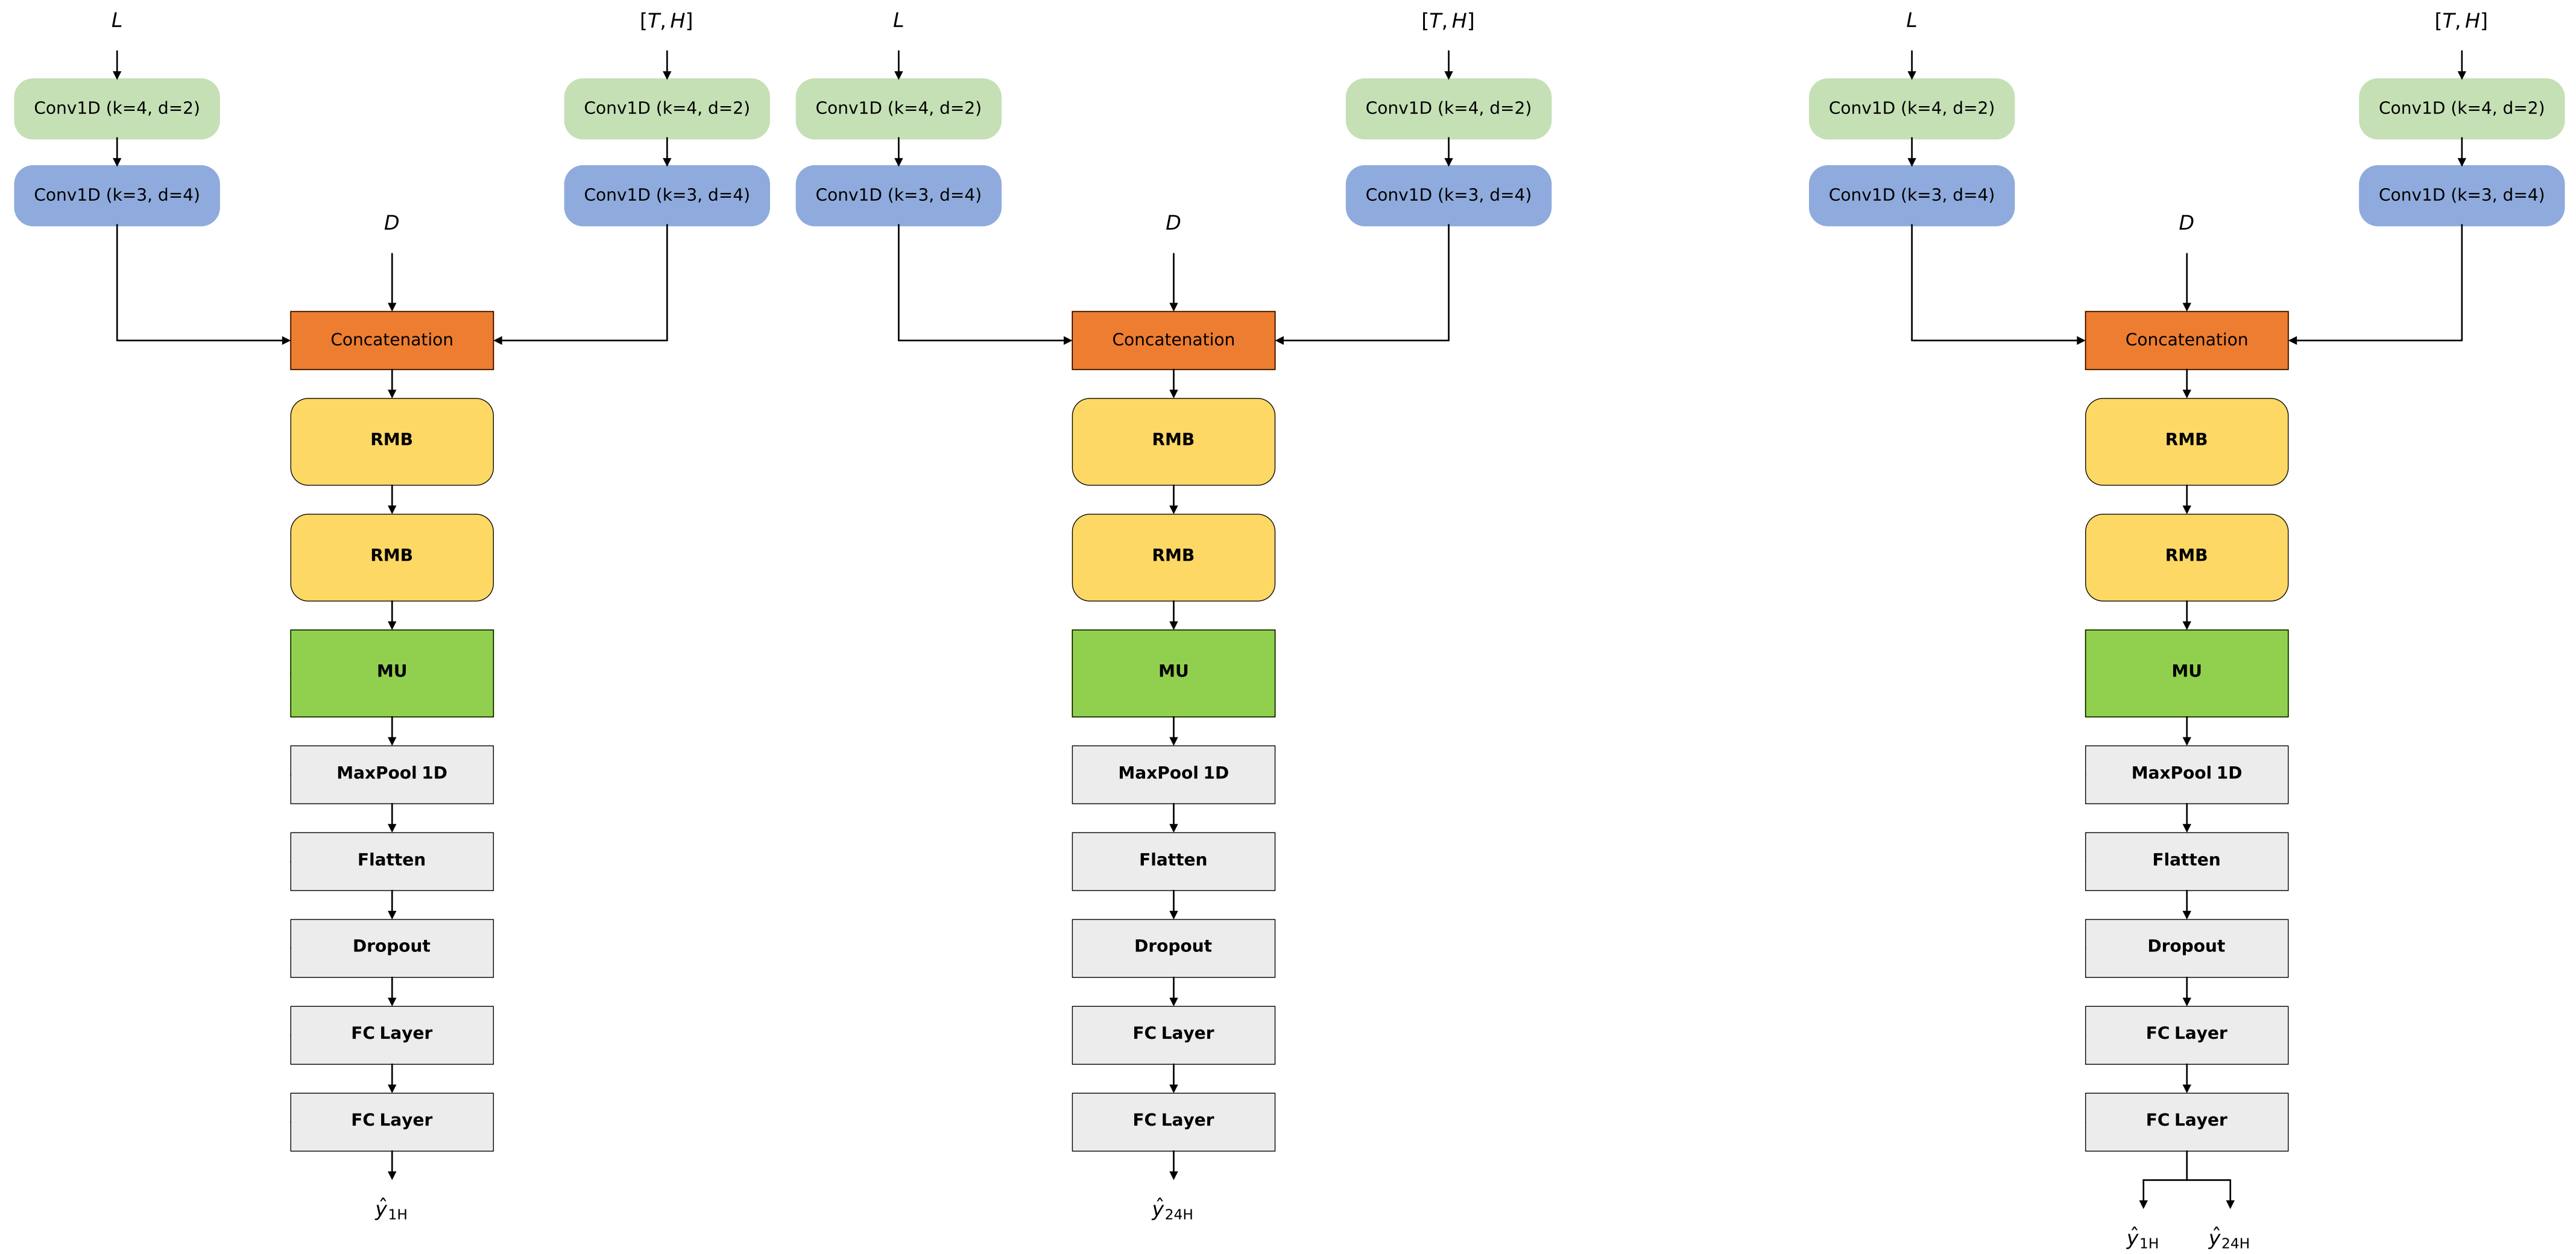 L
[T, H]
Conv1D (k=4, d=2)
Conv1D (k=4, d=2)
Conv1D (k=3, d=4)
Conv1D (k=3, d=4)
D
Concatenation
RMB
RMB
MU
MaxPool 1D
Flatten
Dropout
FC Layer
FC Layer
ŷ1H
L
[T, H]
Conv1D (k=4, d=2)
Conv1D (k=4, d=2)
Conv1D (k=3, d=4)
Conv1D (k=3, d=4)
D
Concatenation
RMB
RMB
MU
MaxPool 1D
Flatten
Dropout
FC Layer
FC Layer
ŷ24H
L
[T, H]
Conv1D (k=4, d=2)
Conv1D (k=4, d=2)
Conv1D (k=3, d=4)
Conv1D (k=3, d=4)
D
Concatenation
RMB
RMB
MU
MaxPool 1D
Flatten
Dropout
FC Layer
FC Layer
ŷ1H
ŷ24H